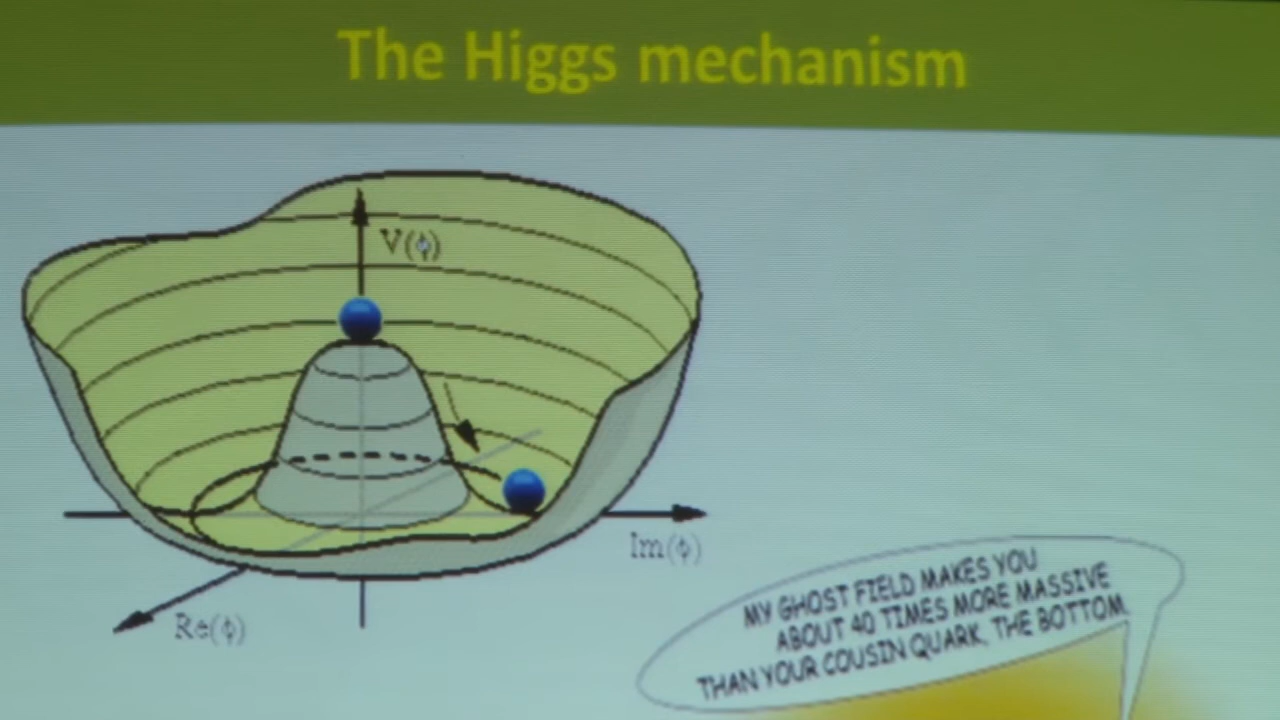 The Higgs mechanism
V(ϕ)
Im(ϕ)
Re(ϕ)
MY GHOST FIELD MAKES YOU
ABOUT 40 TIMES MORE MASSIVE
THAN YOUR COUSIN QUARK, THE BOTTOM